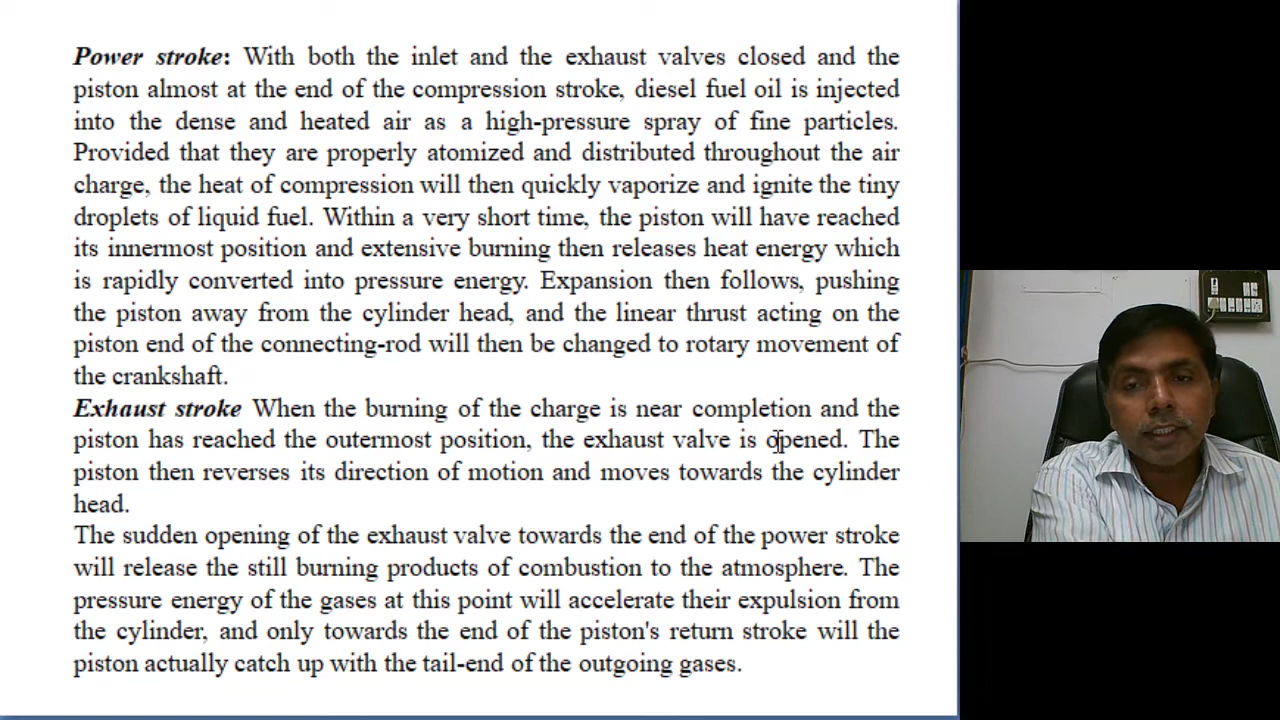 Power stroke: With both the inlet and the exhaust valves closed and the
piston almost at the end of the compression stroke, diesel fuel oil is injected
into the dense and heated air as a high-pressure spray of fine particles.
Provided that they are properly atomized and distributed throughout the air
charge, the heat of compression will then quickly vaporize and ignite the tiny
droplets of liquid fuel. Within a very short time, the piston will have reached
its innermost position and extensive burning then releases heat energy which
is rapidly converted into pressure energy. Expansion then follows, pushing
the piston away from the cylinder head, and the linear thrust acting on the
piston end of the connecting-rod will then be changed to rotary movement of
the crankshaft.
Exhaust stroke When the burning of the charge is near completion and the
piston has reached the outermost position, the exhaust valve is opened. The
piston then reverses its direction of motion and moves towards the cylinder
head.
The sudden opening of the exhaust valve towards the end of the power stroke
will release the still burning products of combustion to the atmosphere. The
pressure energy of the gases at this point will accelerate their expulsion from
the cylinder, and only towards the end of the piston's return stroke will the
piston actually catch up with the tail-end of the outgoing gases.